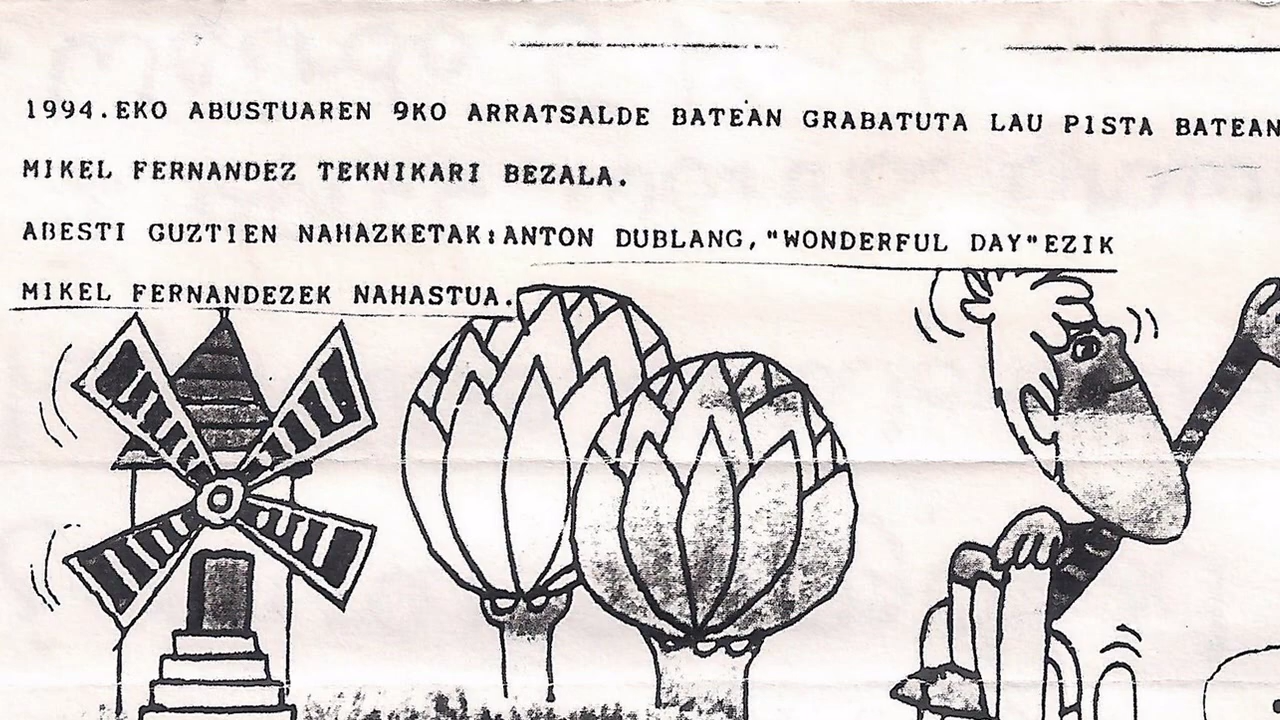 1994.EKO ABUSTUAREN 9KO ARRATSALDE BATEAN GRABATUTA LAU PISTA BATEAN
MIKEL FERNANDEZ TEKNIKARI BEZALA.
ABESTI GUZTIEN NAHAZKETAK:ANTON DUBLANG,"WONDERFUL DAY"EZIK
MIKEL FERNANDEZEK NAHASTUA.